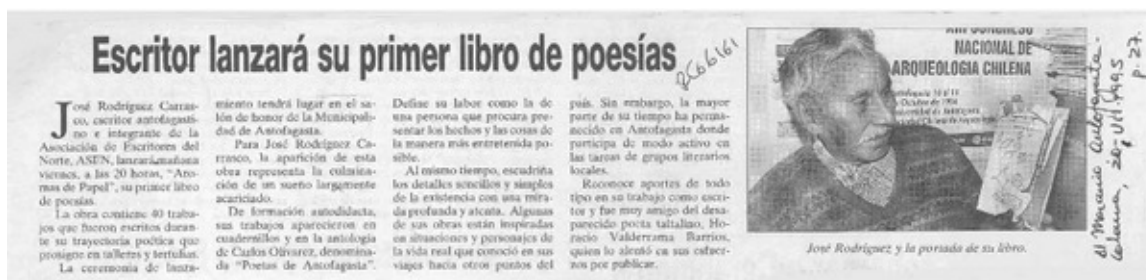 Escritor lanzará su primer libro de poesías
José Rodríguez Carras-
co, escritor antofagasti-
no e integrante de la
Asociación de Escritores del
Norte, ASEN, lanzará mañana
viernes, a las 20 horas, "Aro-
mas de Papel", su primer libro
de poesías.
La obra contiene 40 traba-
jos que fueron escritos duran-
te su trayectoria poética que
prosigue en talleres y tertulias.
La ceremonia de lanza-
miento tendrá lugar en el sa-
lón de honor de la Municipali-
dad de Antofagasta.
Para José Rodríguez Ca-
rrasco, la aparición de esta
obra representa la culmina-
ción de un sueño largamente
acariciado.
De formación autodidacta,
sus trabajos aparecieron en
cuadernillos y en la antología
de Carlos Olivarez, denomina-
da "Poetas de Antofagasta".
Define su labor como la de
una persona que procura pre-
sentar los hechos y las cosas de
la manera más entretenida po-
sible.
Al mismo tiempo, escudriña
los detalles sencillos y simples
de la existencia con una mira-
da profunda y atenta. Algunas
de sus obras están inspiradas
en situaciones y personajes de
la vida real que conoció en sus
viajes hacia otros puntos del
país. Sin embargo, la mayor
parte de su tiempo ha perma-
necido en Antofagasta donde
participa de modo activo en
las tareas de grupos literarios
locales.
Reconoce aportes de todo
tipo en su trabajo como escri-
tor y fue muy amigo del desa-
parecido poeta taltalino, Ho-
racio Valderrama Barrios,
quien lo alentó en sus esfuer-
zos por publicar.
XIII CONGRESO
NACIONAL DE
ARQUEOLOGIA CHILENA
José Rodríguez y la portada de su libro.
El Mercurio Antofagasta-
Calama, 20-VII-1995
p. 27.